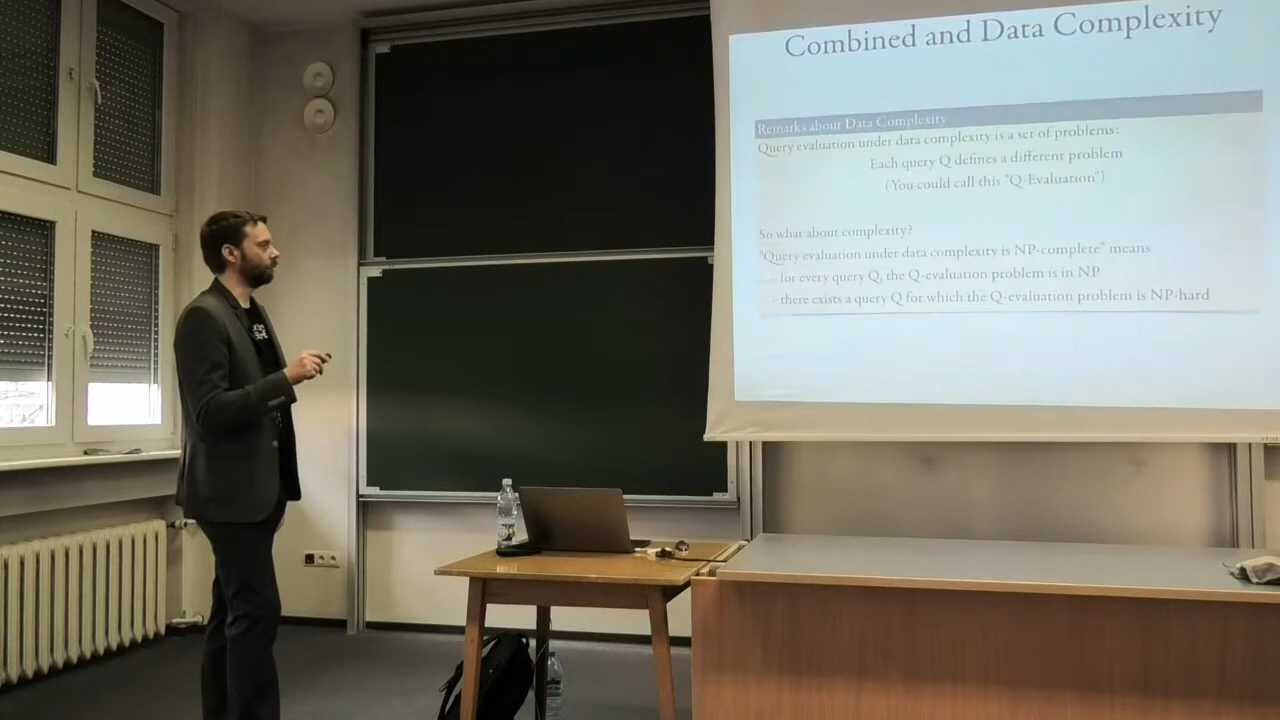 Combined and Data Complexity
Remarks about Data Complexity
Query evaluation under data complexity is a set of problems:
Each query Q defines a different problem
(You could call this "Q-Evaluation")
So what about complexity?
"Query evaluation under data complexity is NP-complete" means
- for every query Q, the Q-evaluation problem is in NP
- there exists a query Q for which the Q-evaluation problem is NP-hard